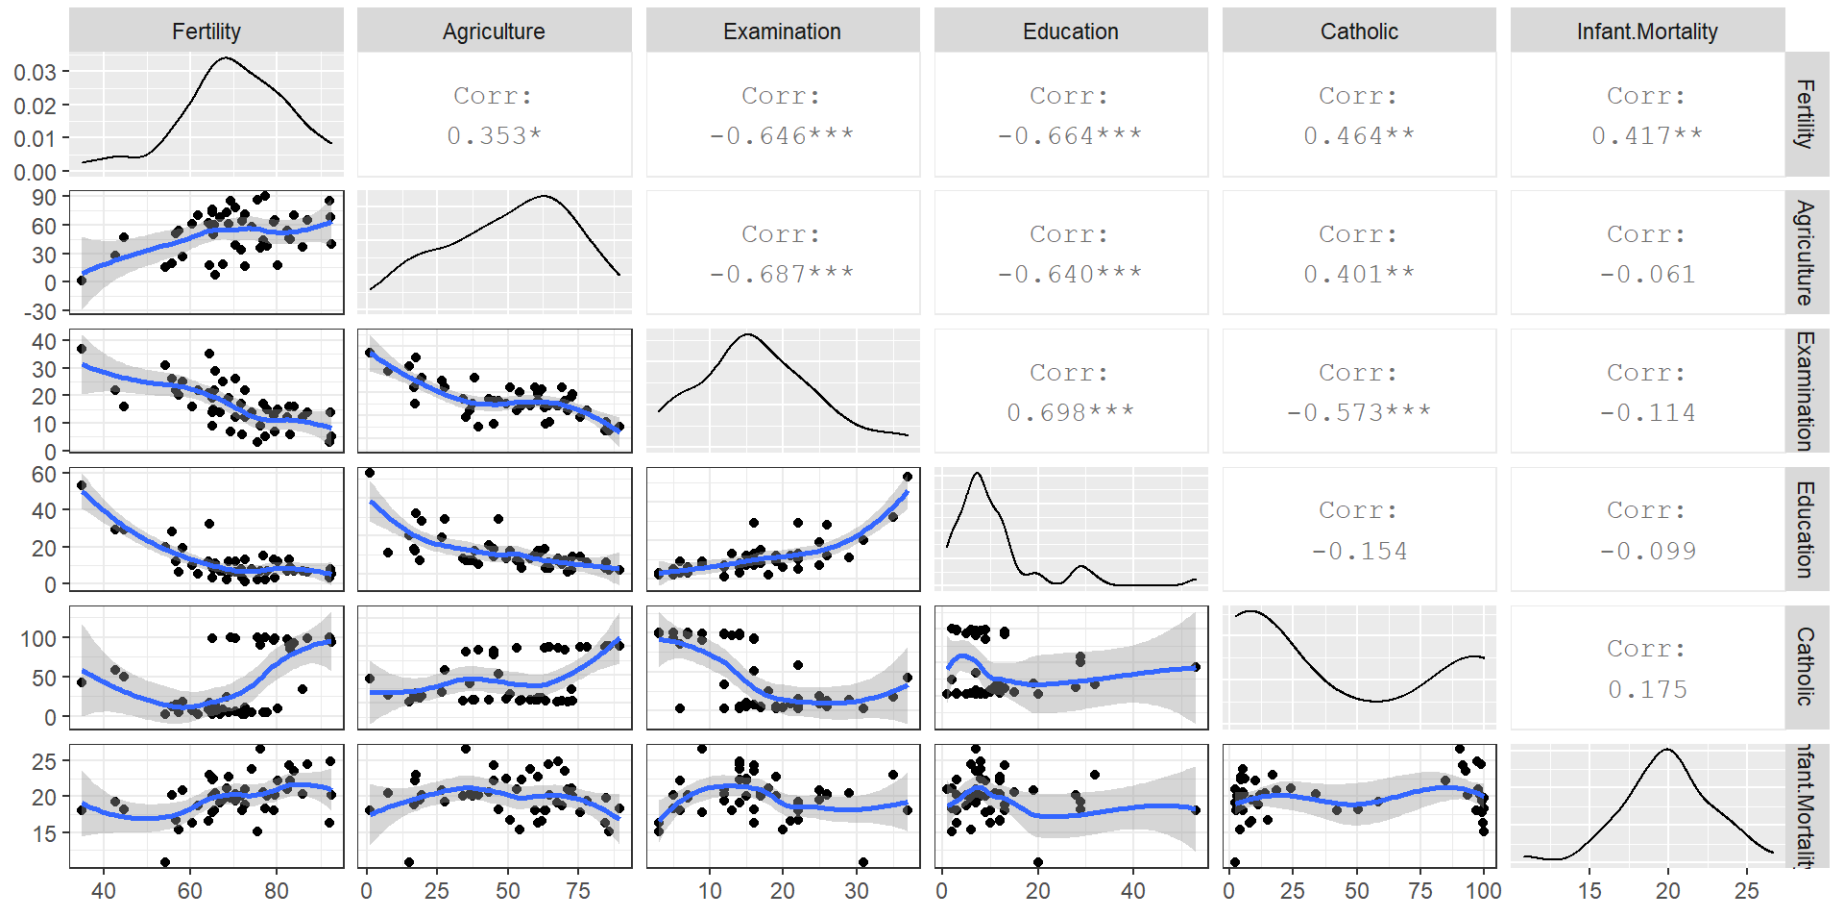 Fertility Agriculture Examination Education Catholic Infant.Mortality
0.03
0.02
0.01
0.00
Corr: Corr: Corr: Corr: Corr:
0.353* -0.646*** -0.664*** 0.464** 0.417**
Fertility
90
60
30
0
-30
Corr: Corr: Corr: Corr:
-0.687*** -0.640*** 0.401** -0.061
Agriculture
40
30
20
10
0
Corr: Corr: Corr:
0.698*** -0.573*** -0.114
Examination
60
40
20
0
Corr: Corr:
-0.154 -0.099
Education
100
50
0
Corr:
0.175
Catholic
25
20
15
nfant.Mortalit
40 60 80 0 25 50 75 10 20 30 0 20 40 0 25 50 75 100 15 20 25